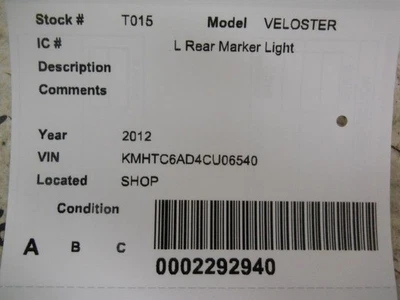 Stock # T015 Model VELOSTER
IC # L Rear Marker Light
Description
Comments
Year 2012
VIN KMHTC6AD4CU06540
Located SHOP
Condition
A B C
0002292940